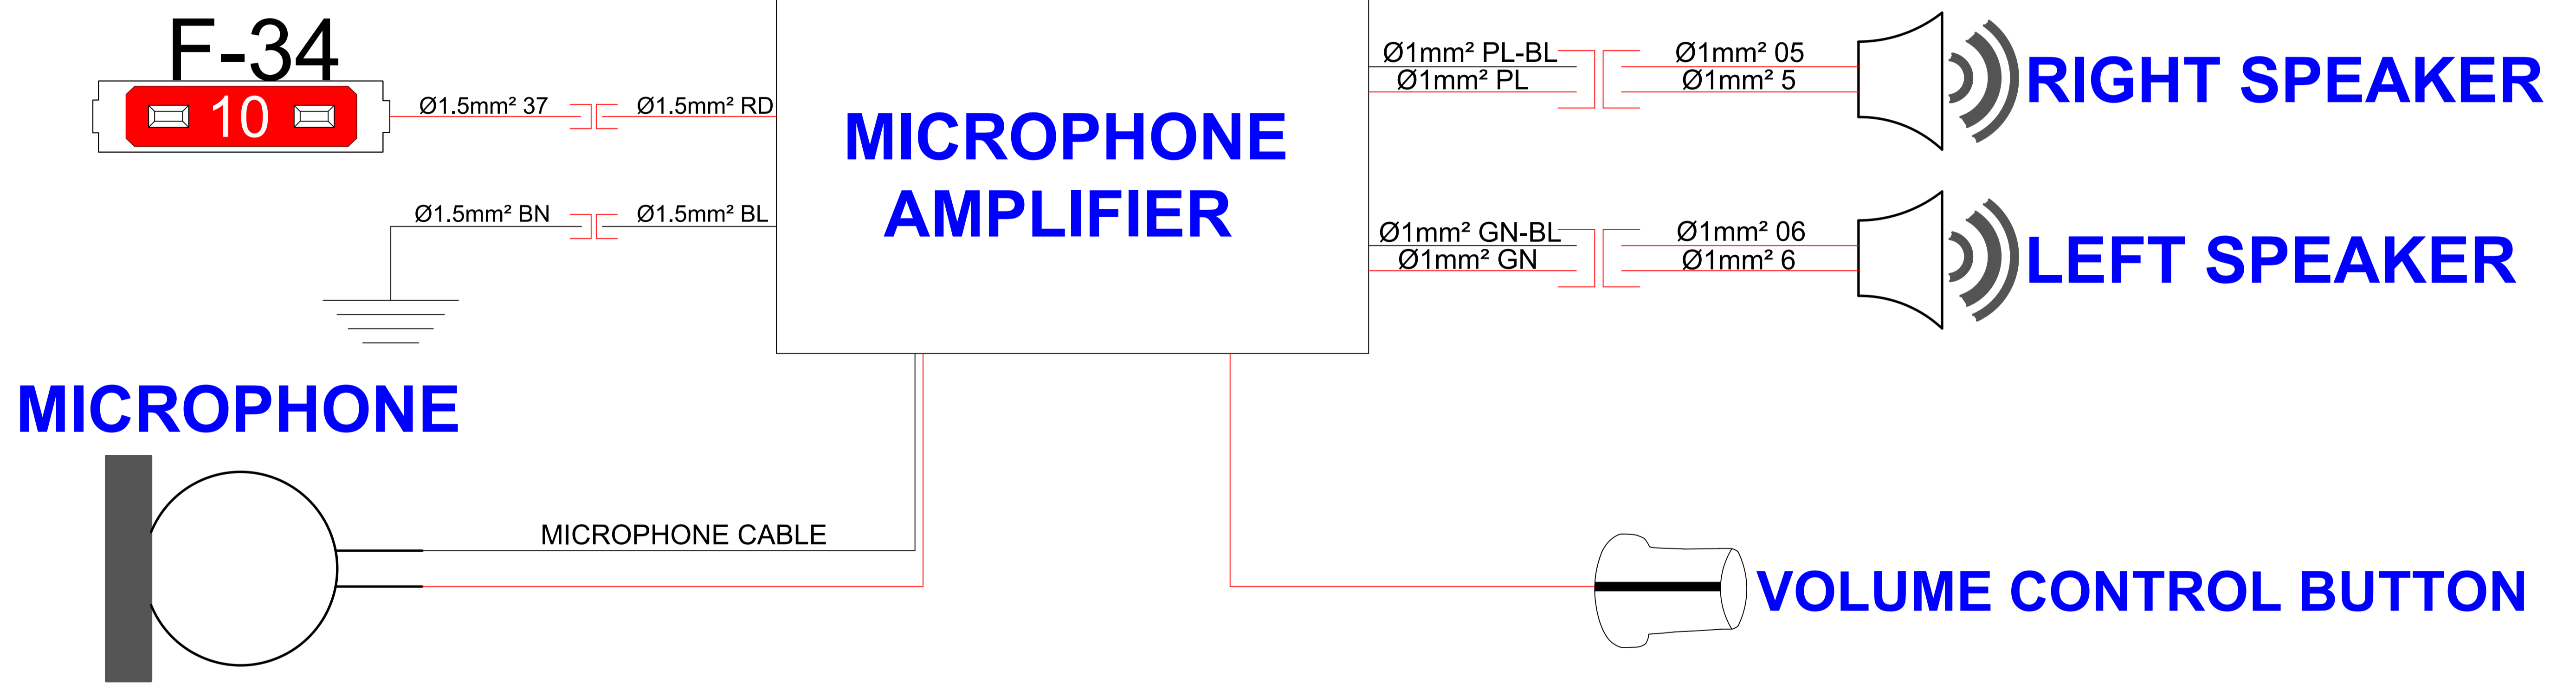 F-34
10
Ø1.5mm² 37
Ø1.5mm² RD
Ø1.5mm² BN
Ø1.5mm² BL
MICROPHONE
AMPLIFIER
Ø1mm² PL-BL
Ø1mm² PL
Ø1mm² 05
Ø1mm² 5
RIGHT SPEAKER
Ø1mm² GN-BL
Ø1mm² GN
Ø1mm² 06
Ø1mm² 6
LEFT SPEAKER
MICROPHONE
MICROPHONE CABLE
VOLUME CONTROL BUTTON